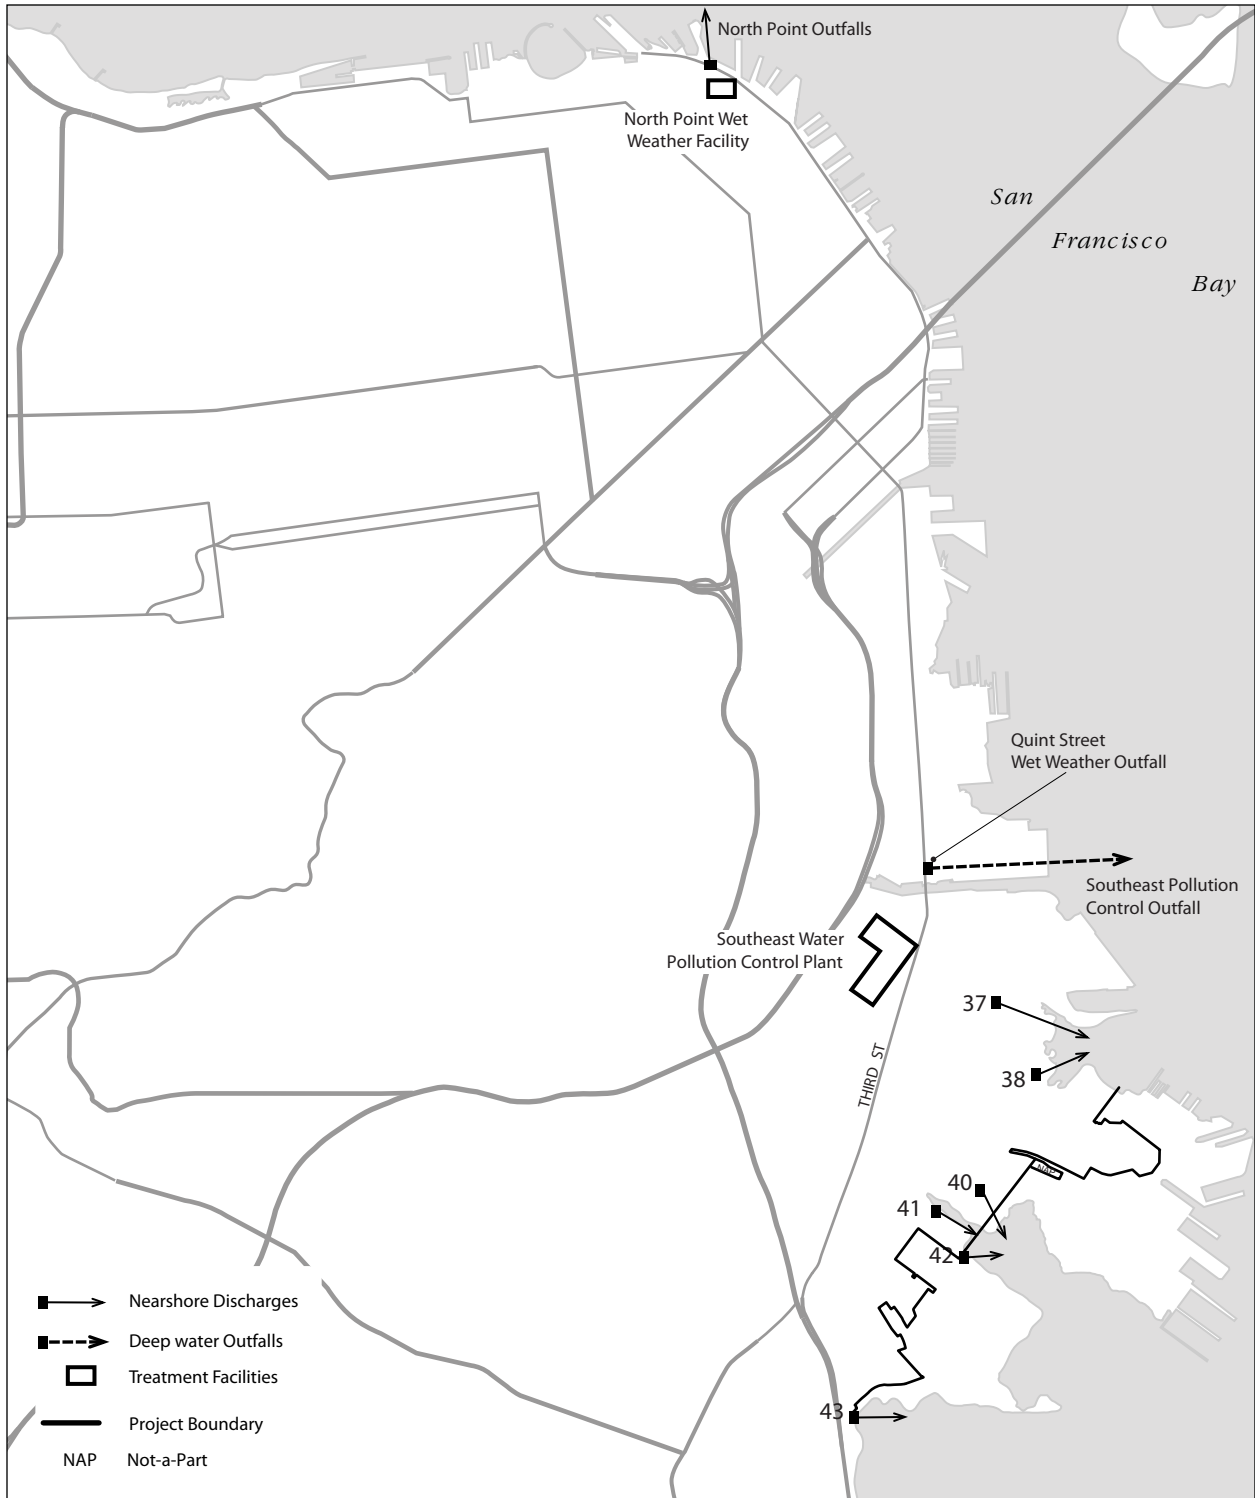 North Point Outfalls
North Point Wet
Weather Facility
San
Francisco
Bay
Quint Street
Wet Weather Outfall
Southeast Pollution
Control Outfall
Southeast Water
Pollution Control Plant
37
THIRD ST
38
NAP
40
41
42
43
Nearshore Discharges
Deep water Outfalls
Treatment Facilities
Project Boundary
NAP Not-a-Part